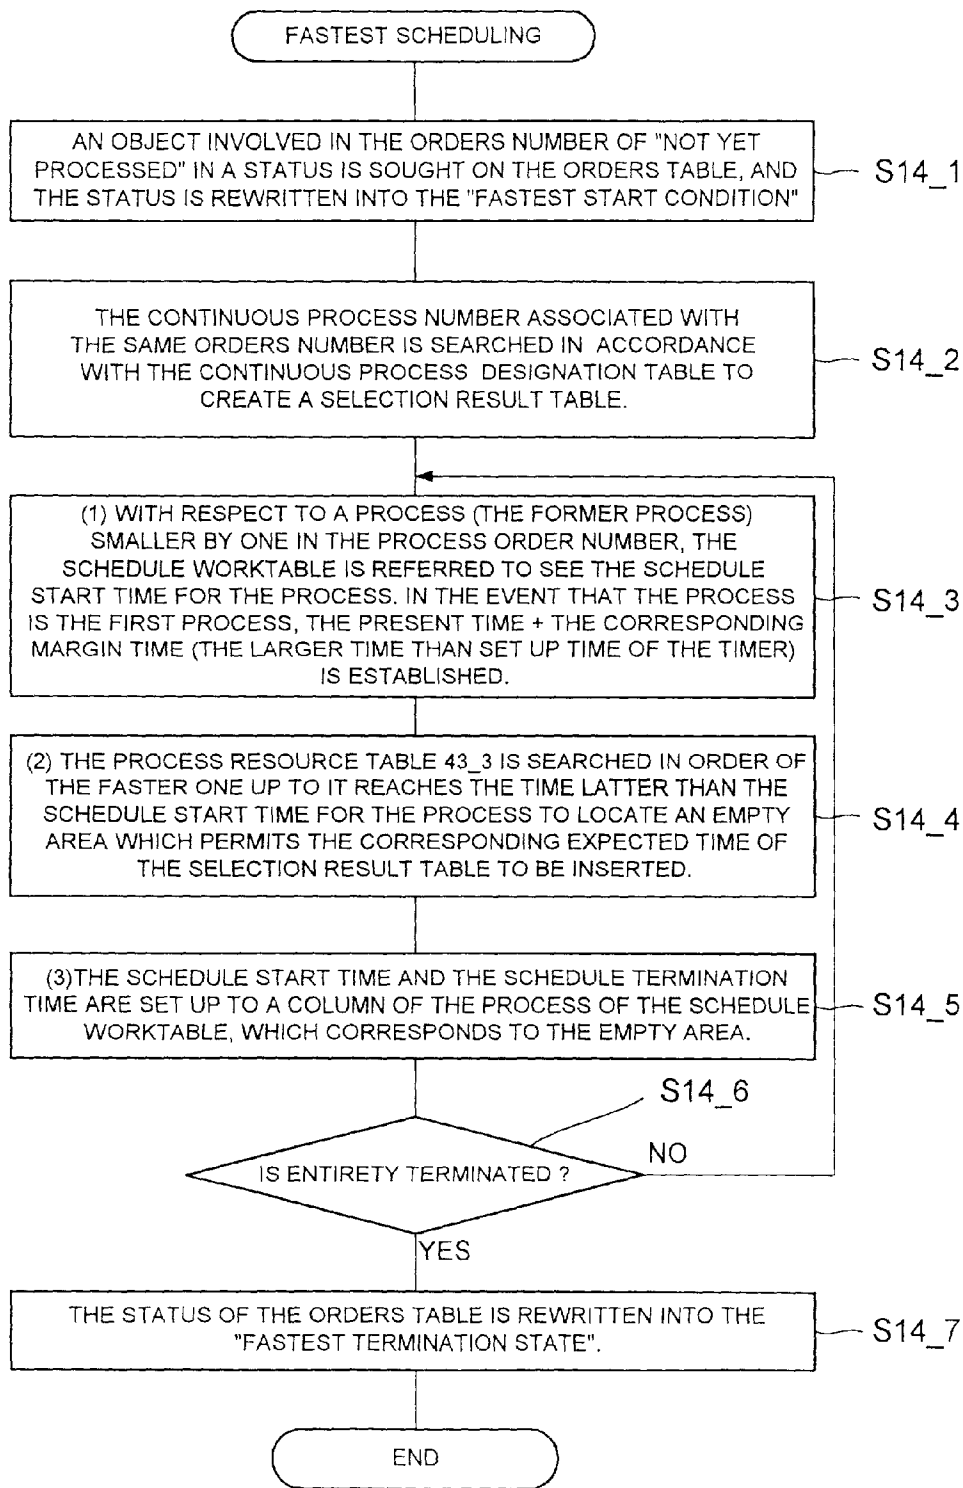 FASTEST SCHEDULING
AN OBJECT INVOLVED IN THE ORDERS NUMBER OF "NOT YET
PROCESSED" IN A STATUS IS SOUGHT ON THE ORDERS TABLE, AND
THE STATUS IS REWRITTEN INTO THE "FASTEST START CONDITION"
S14_1
THE CONTINUOUS PROCESS NUMBER ASSOCIATED WITH
THE SAME ORDERS NUMBER IS SEARCHED IN ACCORDANCE
WITH THE CONTINUOUS PROCESS DESIGNATION TABLE TO
CREATE A SELECTION RESULT TABLE.
S14_2
(1) WITH RESPECT TO A PROCESS (THE FORMER PROCESS)
SMALLER BY ONE IN THE PROCESS ORDER NUMBER, THE
SCHEDULE WORKTABLE IS REFERRED TO SEE THE SCHEDULE
START TIME FOR THE PROCESS. IN THE EVENT THAT THE PROCESS
IS THE FIRST PROCESS, THE PRESENT TIME + THE CORRESPONDING
MARGIN TIME (THE LARGER TIME THAN SET UP TIME OF THE TIMER)
IS ESTABLISHED.
S14_3
(2) THE PROCESS RESOURCE TABLE 43_3 IS SEARCHED IN ORDER OF
THE FASTER ONE UP TO IT REACHES THE TIME LATTER THAN THE
SCHEDULE START TIME FOR THE PROCESS TO LOCATE AN EMPTY
AREA WHICH PERMITS THE CORRESPONDING EXPECTED TIME OF
THE SELECTION RESULT TABLE TO BE INSERTED.
S14_4
(3)THE SCHEDULE START TIME AND THE SCHEDULE TERMINATION
TIME ARE SET UP TO A COLUMN OF THE PROCESS OF THE SCHEDULE
WORKTABLE, WHICH CORRESPONDS TO THE EMPTY AREA.
S14_5
S14_6
IS ENTIRETY TERMINATED ?
NO
YES
THE STATUS OF THE ORDERS TABLE IS REWRITTEN INTO THE
"FASTEST TERMINATION STATE".
S14_7
END